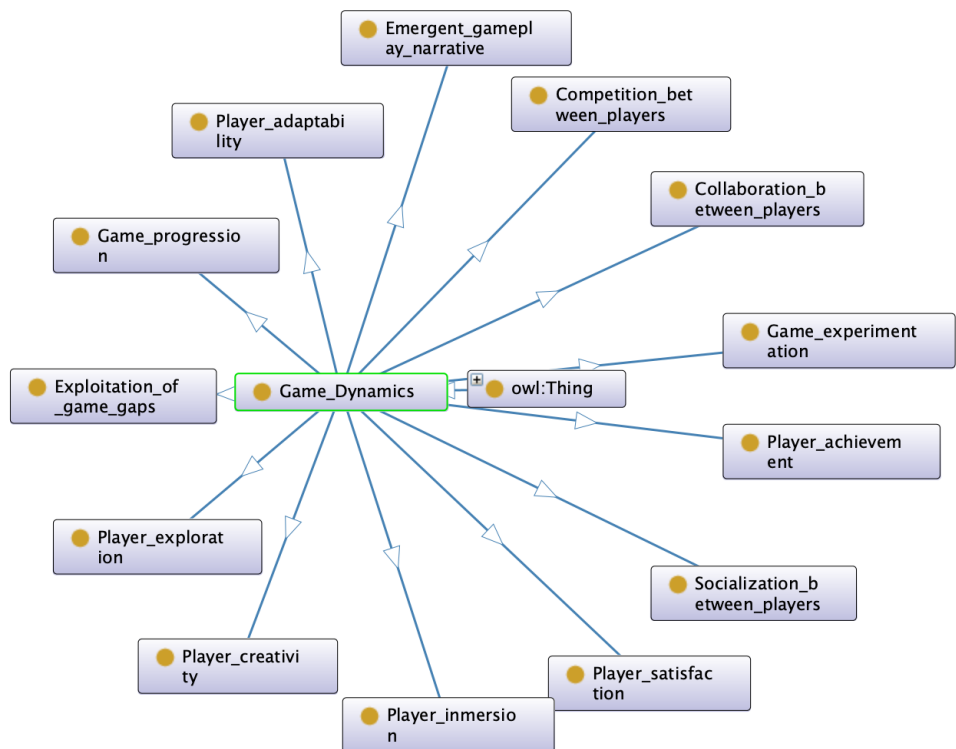 Emergent_gamepl
ay_narrative
Competition_bet
ween_players
Player_adaptabi
lity
Collaboration_b
etween_players
Game_progressio
n
Game_experiment
ation
Exploitation_of
_game_gaps
Game_Dynamics
owl:Thing
Player_achievem
ent
Player_explorat
ion
Socialization_b
etween_players
Player_creativi
ty
Player_satisfac
tion
Player_inmersio
n